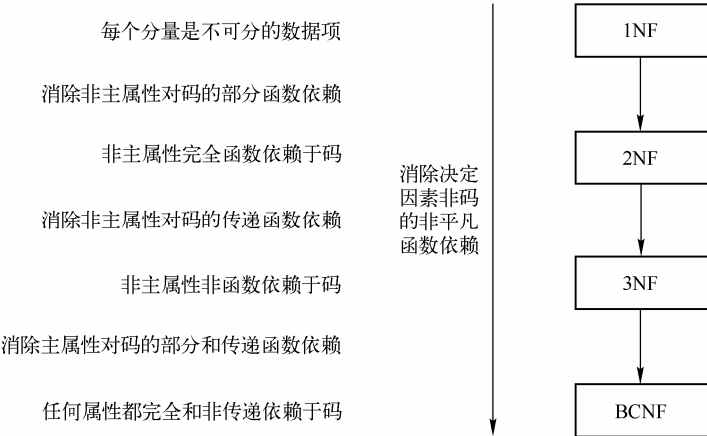 每个分量是不可分的数据项
1NF
消除非主属性对码的部分函数依赖
非主属性完全函数依赖于码
2NF
消除决定
因素非码
的非平凡
函数依赖
消除非主属性对码的传递函数依赖
非主属性非函数依赖于码
3NF
消除主属性对码的部分和传递函数依赖
任何属性都完全和非传递依赖于码
BCNF